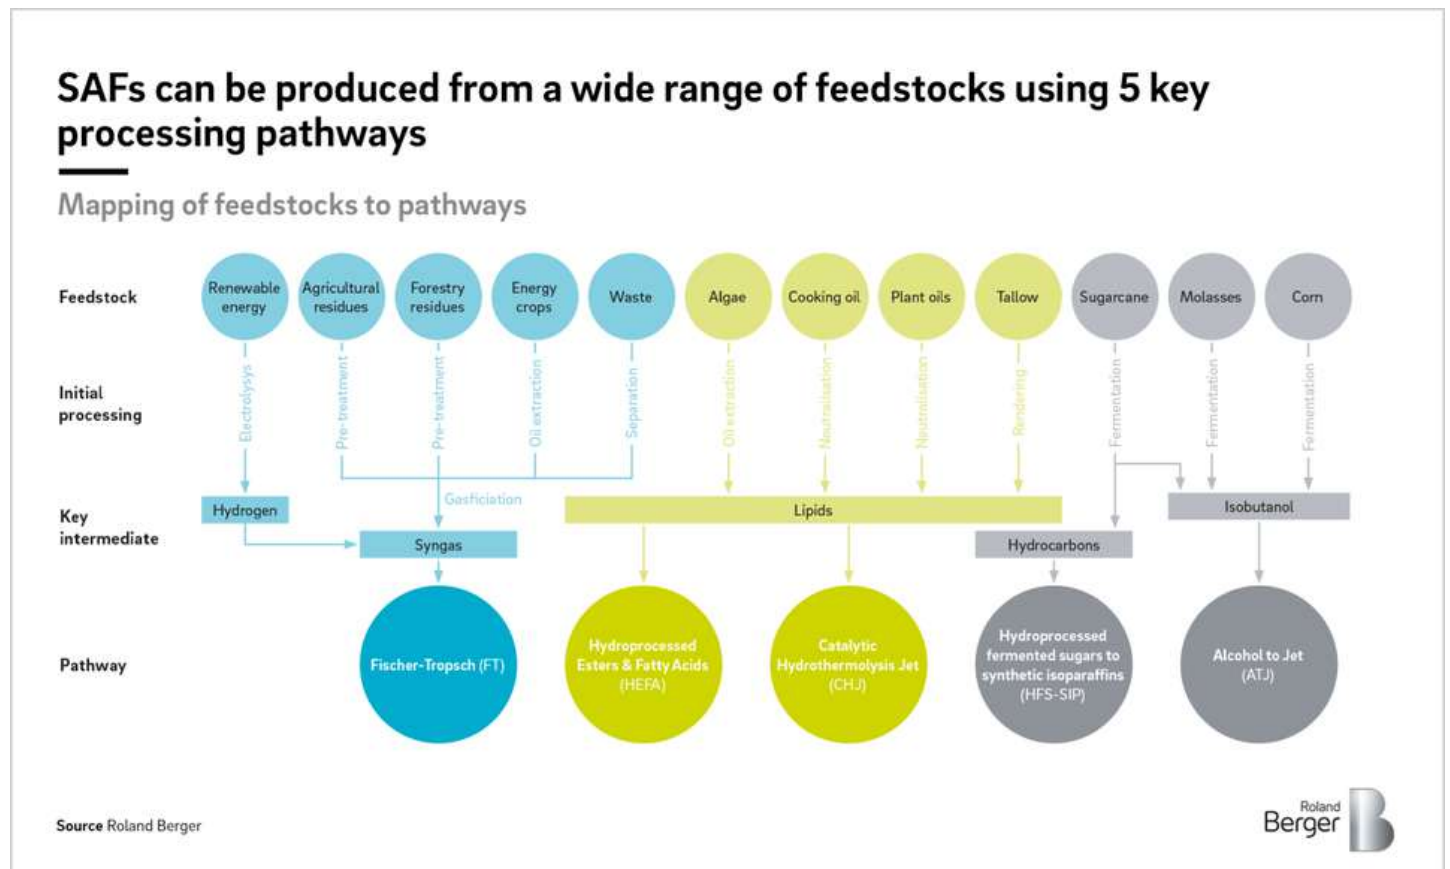 SAFs can be produced from a wide range of feedstocks using 5 key
processing pathways
Mapping of feedstocks to pathways
Feedstock
Renewable
energy
Agricultural
residues
Forestry
residues
Energy
crops
Waste
Algae
Cooking oil
Plant oils
Tallow
Sugarcane
Molasses
Corn
Initial
processing
Electrolysys
Pre-treatment
Pre-treatment
Oil extraction
Separation
Oil extraction
Neutralisation
Neutralisation
Rendering
Fermentation
Fermentation
Fermentation
Key
intermediate
Hydrogen
Gasficiation
Syngas
Lipids
Hydrocarbons
Isobutanol
Pathway
Fischer-Tropsch (FT)
Hydroprocessed
Esters & Fatty Acids
(HEFA)
Catalytic
Hydrothermolysis Jet
(CHJ)
Hydroprocessed
fermented sugars to
synthetic isoparaffins
(HFS-SIP)
Alcohol to Jet
(ATJ)
Source Roland Berger
Roland
Berger
B